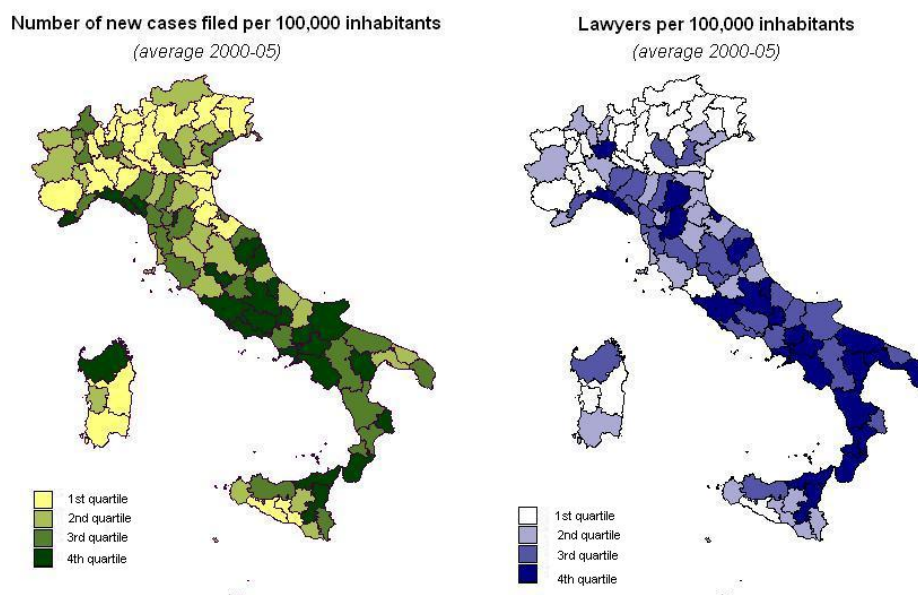 Number of new cases filed per 100,000 inhabitants
(average 2000-05)
1st quartile
2nd quartile
3rd quartile
4th quartile
Lawyers per 100,000 inhabitants
(average 2000-05)
1st quartile
2nd quartile
3rd quartile
4th quartile